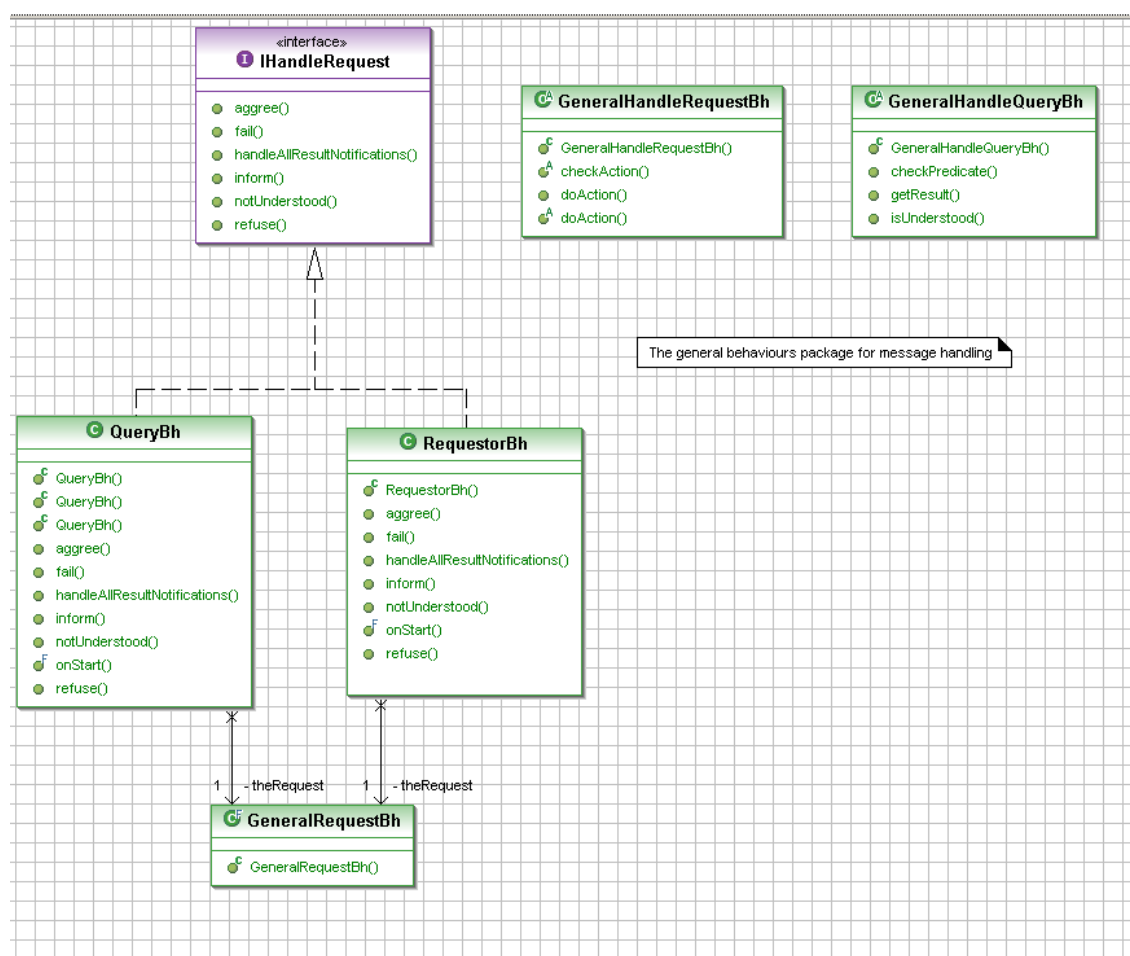 «interface»
I IHandleRequest
aggree()
fail()
handleAllResultNotifications()
inform()
notUnderstood()
refuse()
C A GeneralHandleRequestBh
C GeneralHandleRequestBh()
A checkAction()
doAction()
A doAction()
C A GeneralHandleQueryBh
C GeneralHandleQueryBh()
checkPredicate()
getResult()
isUnderstood()
The general behaviours package for message handling
C QueryBh
C QueryBh()
C QueryBh()
C QueryBh()
aggree()
fail()
handleAllResultNotifications()
inform()
notUnderstood()
F onStart()
refuse()
C RequestorBh
C RequestorBh()
aggree()
fail()
handleAllResultNotifications()
inform()
notUnderstood()
F onStart()
refuse()
1 - theRequest
1 - theRequest
C F GeneralRequestBh
C GeneralRequestBh()